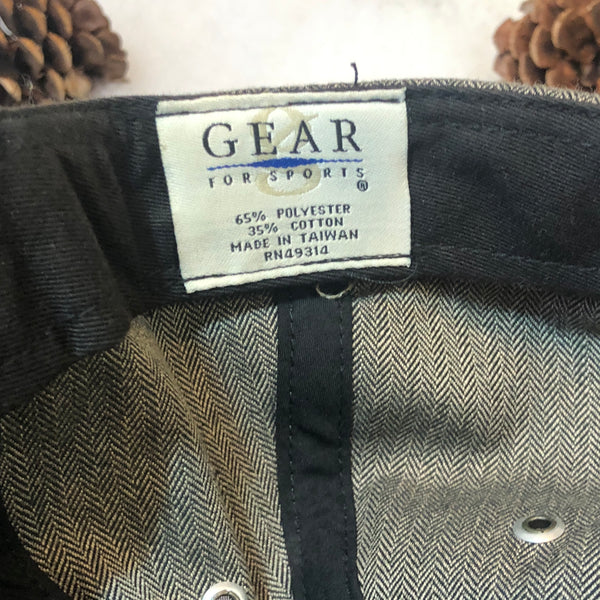 GEAR
FOR SPORTS®
65% POLYESTER
35% COTTON
MADE IN TAIWAN
RN49314